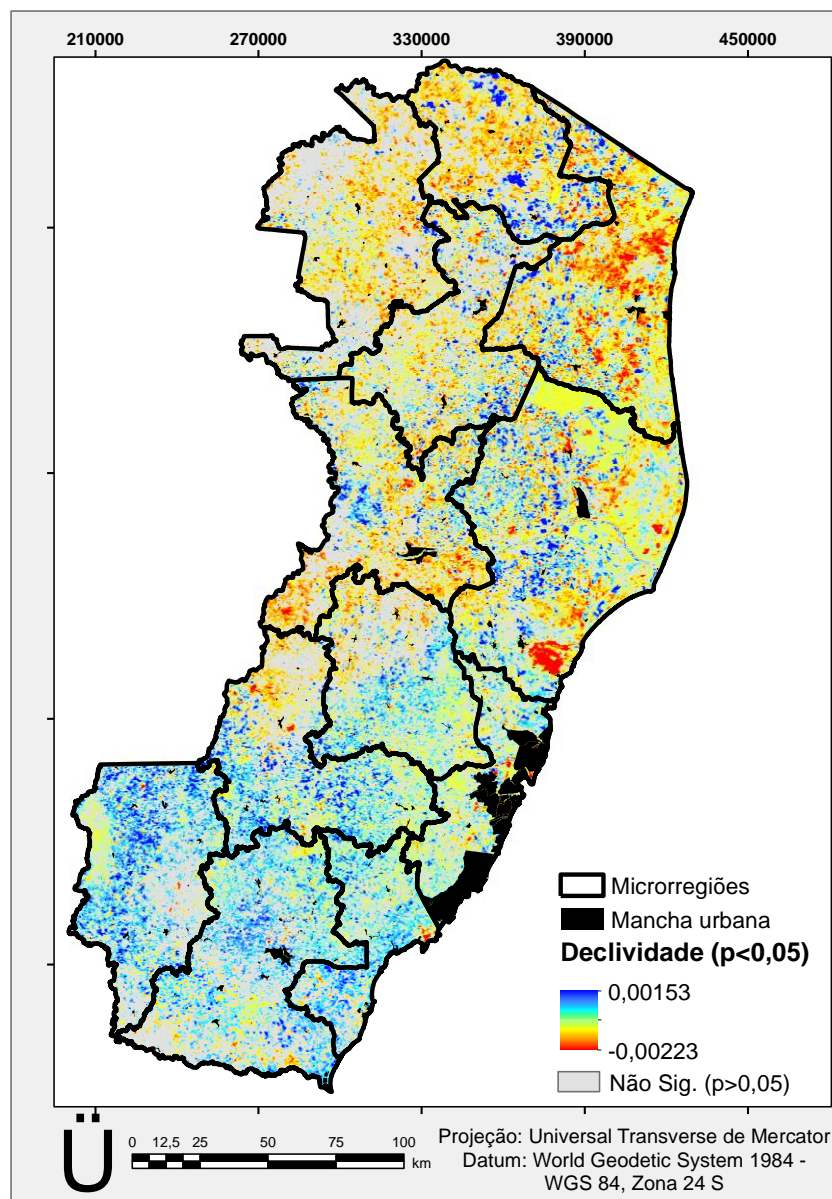 210000 270000 330000 390000 450000
Microrregiões
Mancha urbana
Declividade (p<0,05)
0,00153
-0,00223
Não Sig. (p>0,05)
Ü
0 12,5 25 50 75 100
km
Projeção: Universal Transverse de Mercator
Datum: World Geodetic System 1984 -
WGS 84, Zona 24 S